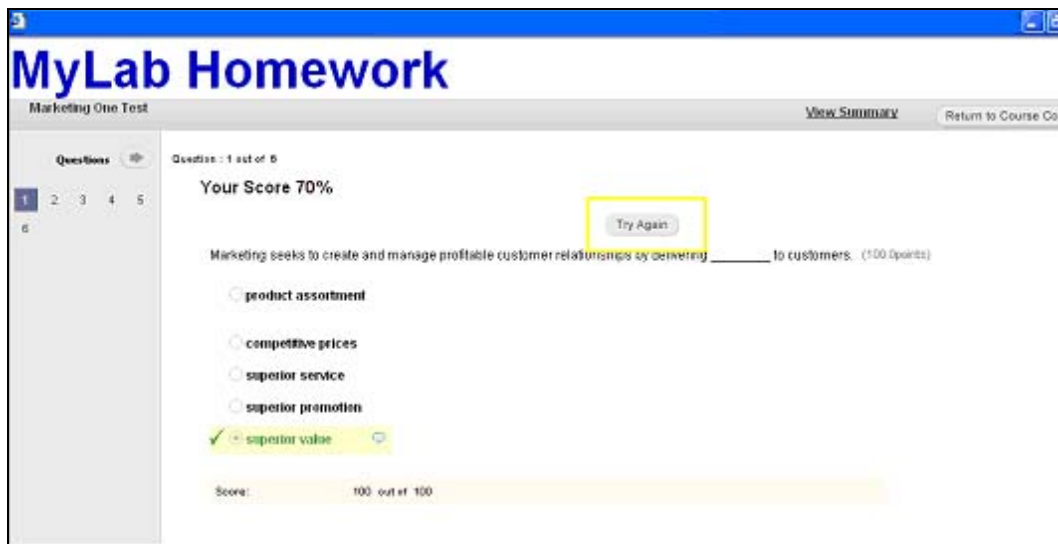 MyLab Homework
Marketing One Test
View Summary
Return to Course Co
Questions
1 2 3 4 5
6
Question : 1 out of 6
Your Score 70%
Try Again
Marketing seeks to create and manage profitable customer relationships by delivering ________ to customers. (100.0points)
product assortment
competitive prices
superior service
superior promotion
superior value
Score: 100 out of 100